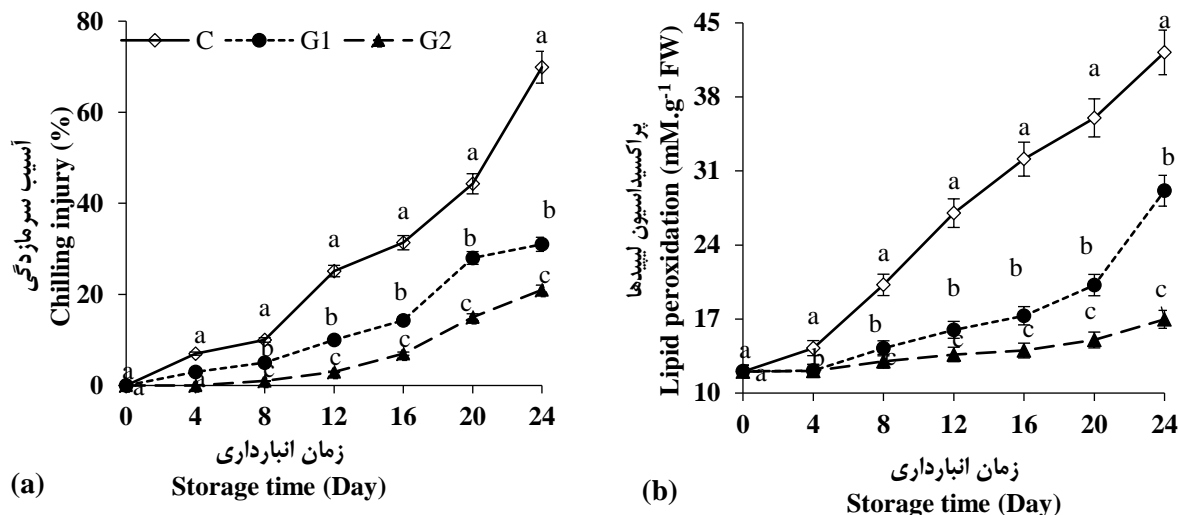 C G1 G2
آسیب سرمازدگی
Chilling injury (%)
80
60
40
20
0
a
a
a
a
a
a
a
a
a
b
b
b
b
b
c
c
c
c
c
a
0 4 8 12 16 20 24
زمان انبارداری
Storage time (Day)
(a)
پراکسیداسیون لیپیدها
Lipid peroxidation (mM.g⁻¹ FW)
45
38
31
24
17
10
a
a
a
a
a
a
a
a
b
b
b
b
b
b
c
c
c
c
c
0 4 8 12 16 20 24
زمان انبارداری
Storage time (Day)
(b)